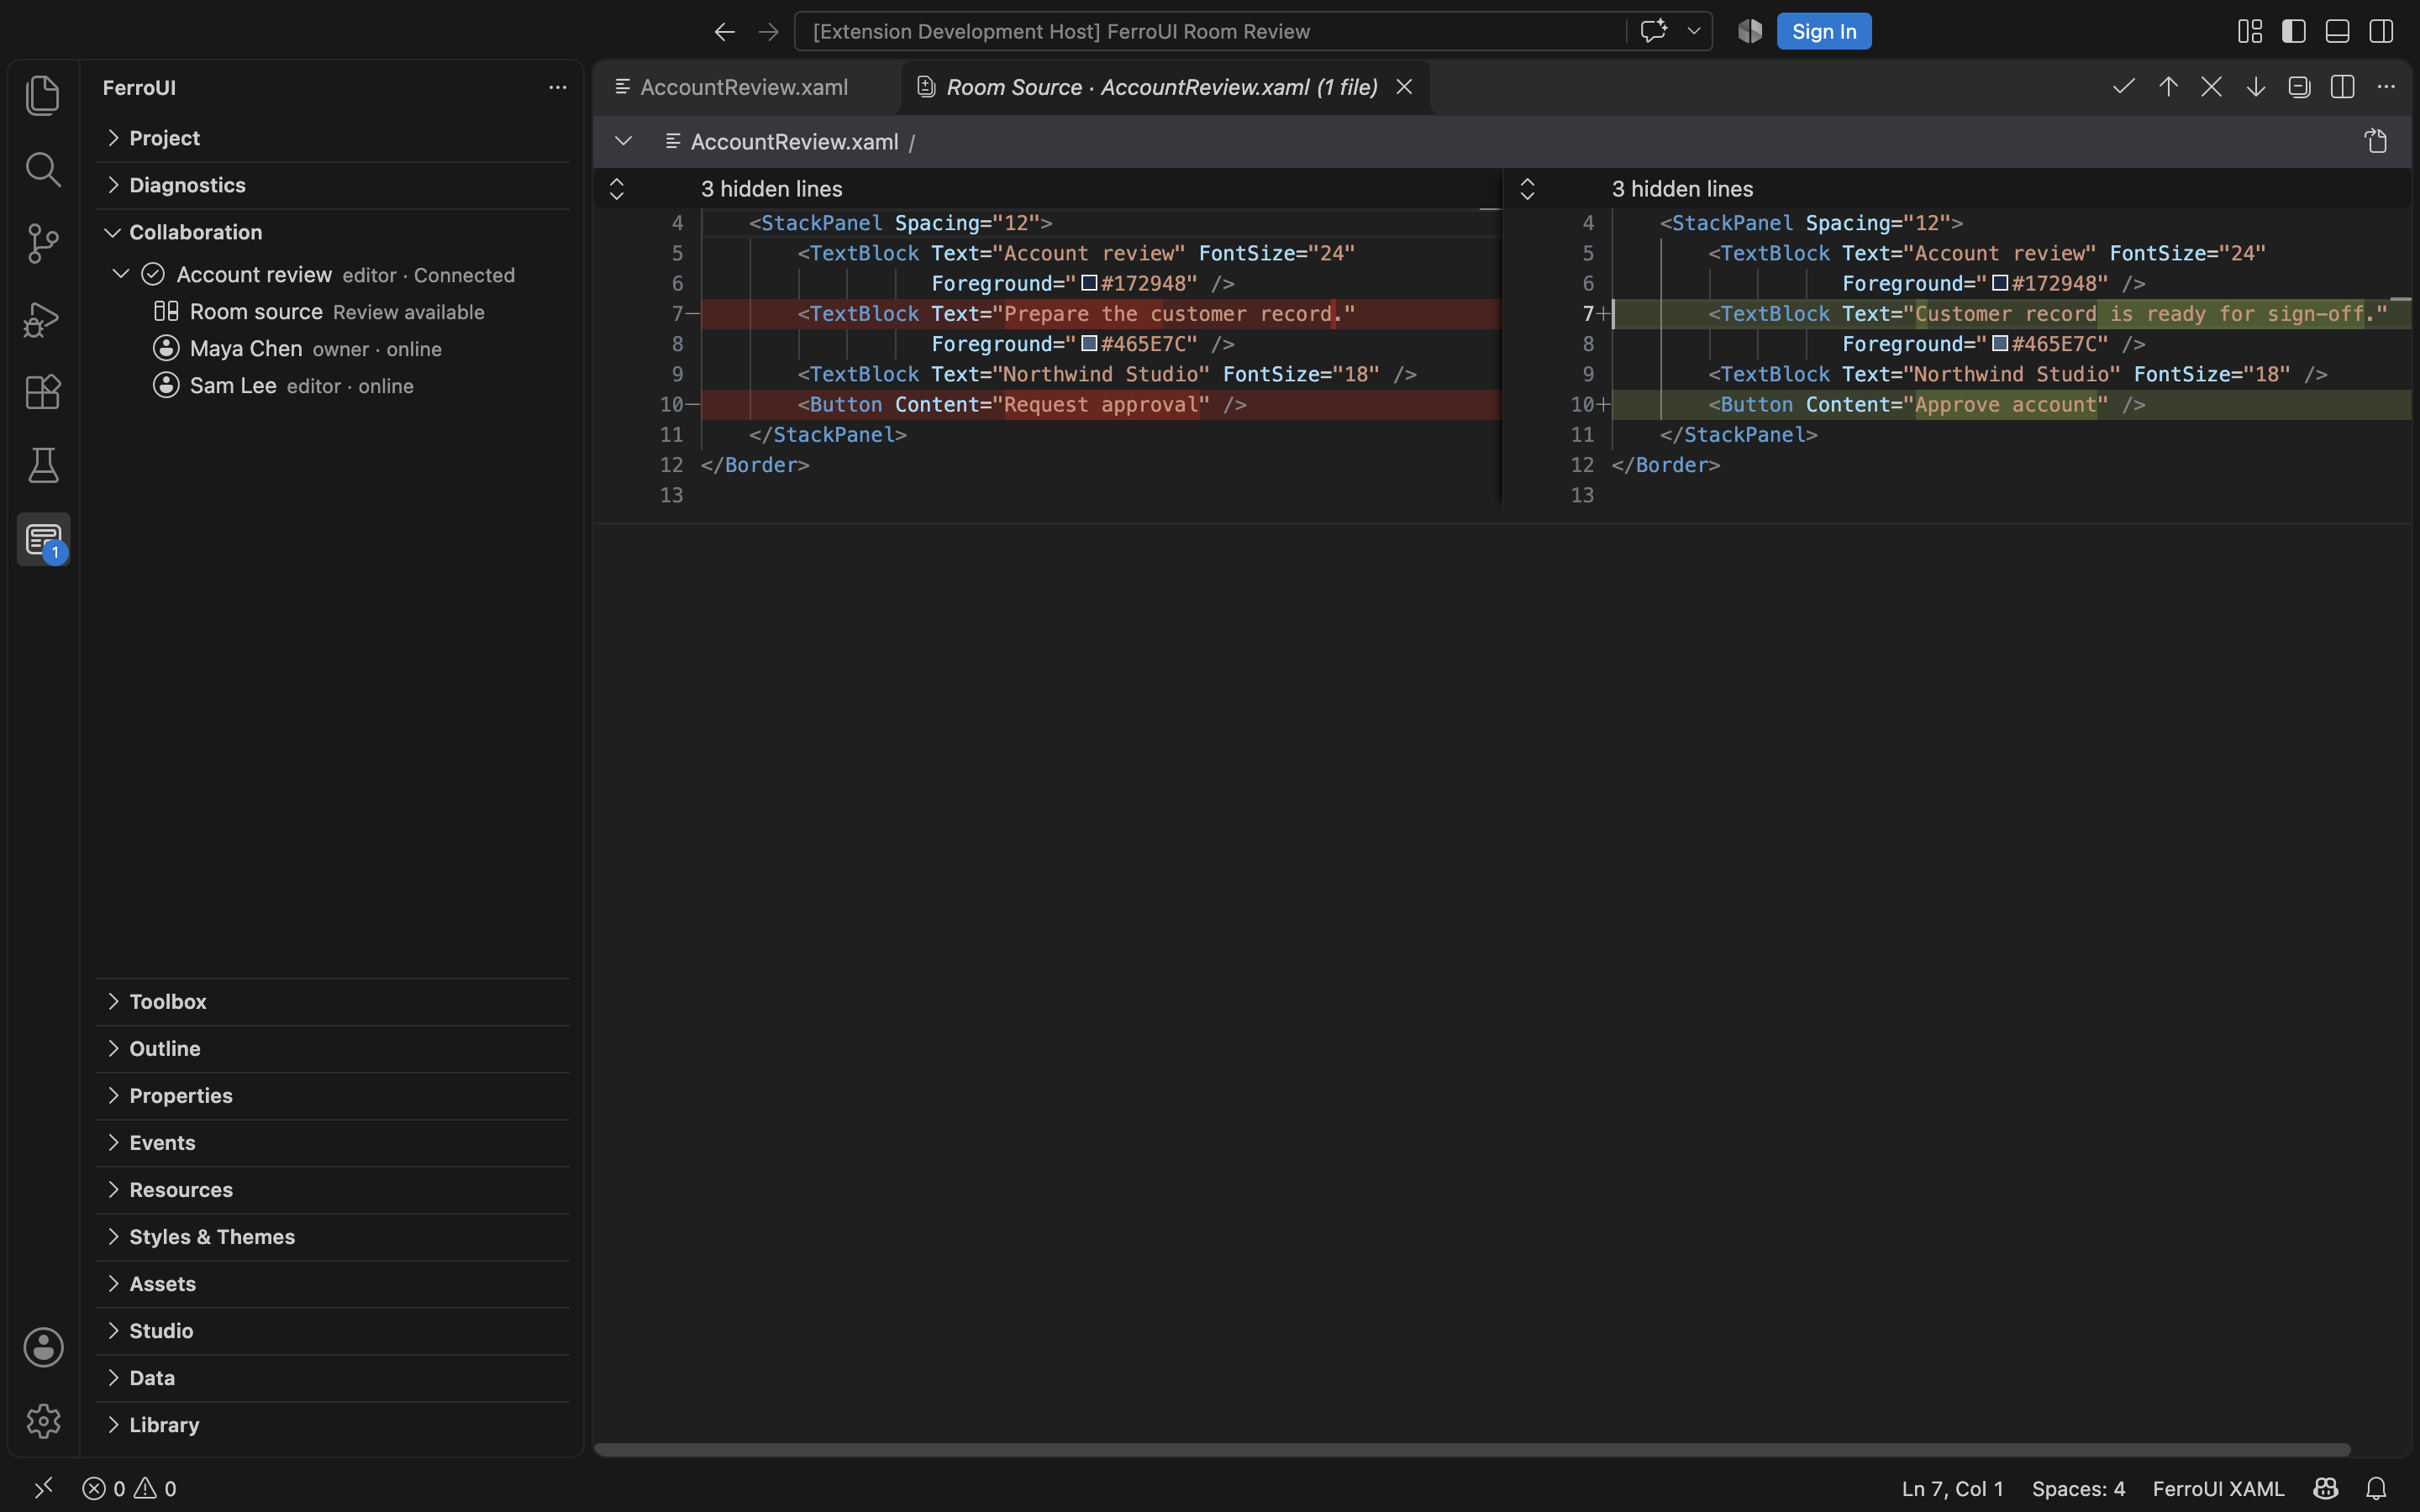 [Extension Development Host] FerroUI Room Review
Sign In
FerroUI
Project
Diagnostics
Collaboration
Account review editor · Connected
Room source Review available
Maya Chen owner · online
Sam Lee editor · online
Toolbox
Outline
Properties
Events
Resources
Styles & Themes
Assets
Studio
Data
Library
1
AccountReview.xaml
Room Source · AccountReview.xaml (1 file)
AccountReview.xaml /
3 hidden lines
4 <StackPanel Spacing="12">
5 <TextBlock Text="Account review" FontSize="24"
6 Foreground="#172948" />
7— <TextBlock Text="Prepare the customer record."
8 Foreground="#465E7C" />
9 <TextBlock Text="Northwind Studio" FontSize="18" />
10— <Button Content="Request approval" />
11 </StackPanel>
12 </Border>
13
3 hidden lines
4 <StackPanel Spacing="12">
5 <TextBlock Text="Account review" FontSize="24"
6 Foreground="#172948" />
7+ <TextBlock Text="Customer record is ready for sign-off."
8 Foreground="#465E7C" />
9 <TextBlock Text="Northwind Studio" FontSize="18" />
10+ <Button Content="Approve account" />
11 </StackPanel>
12 </Border>
13
0 0
Ln 7, Col 1
Spaces: 4
FerroUI XAML